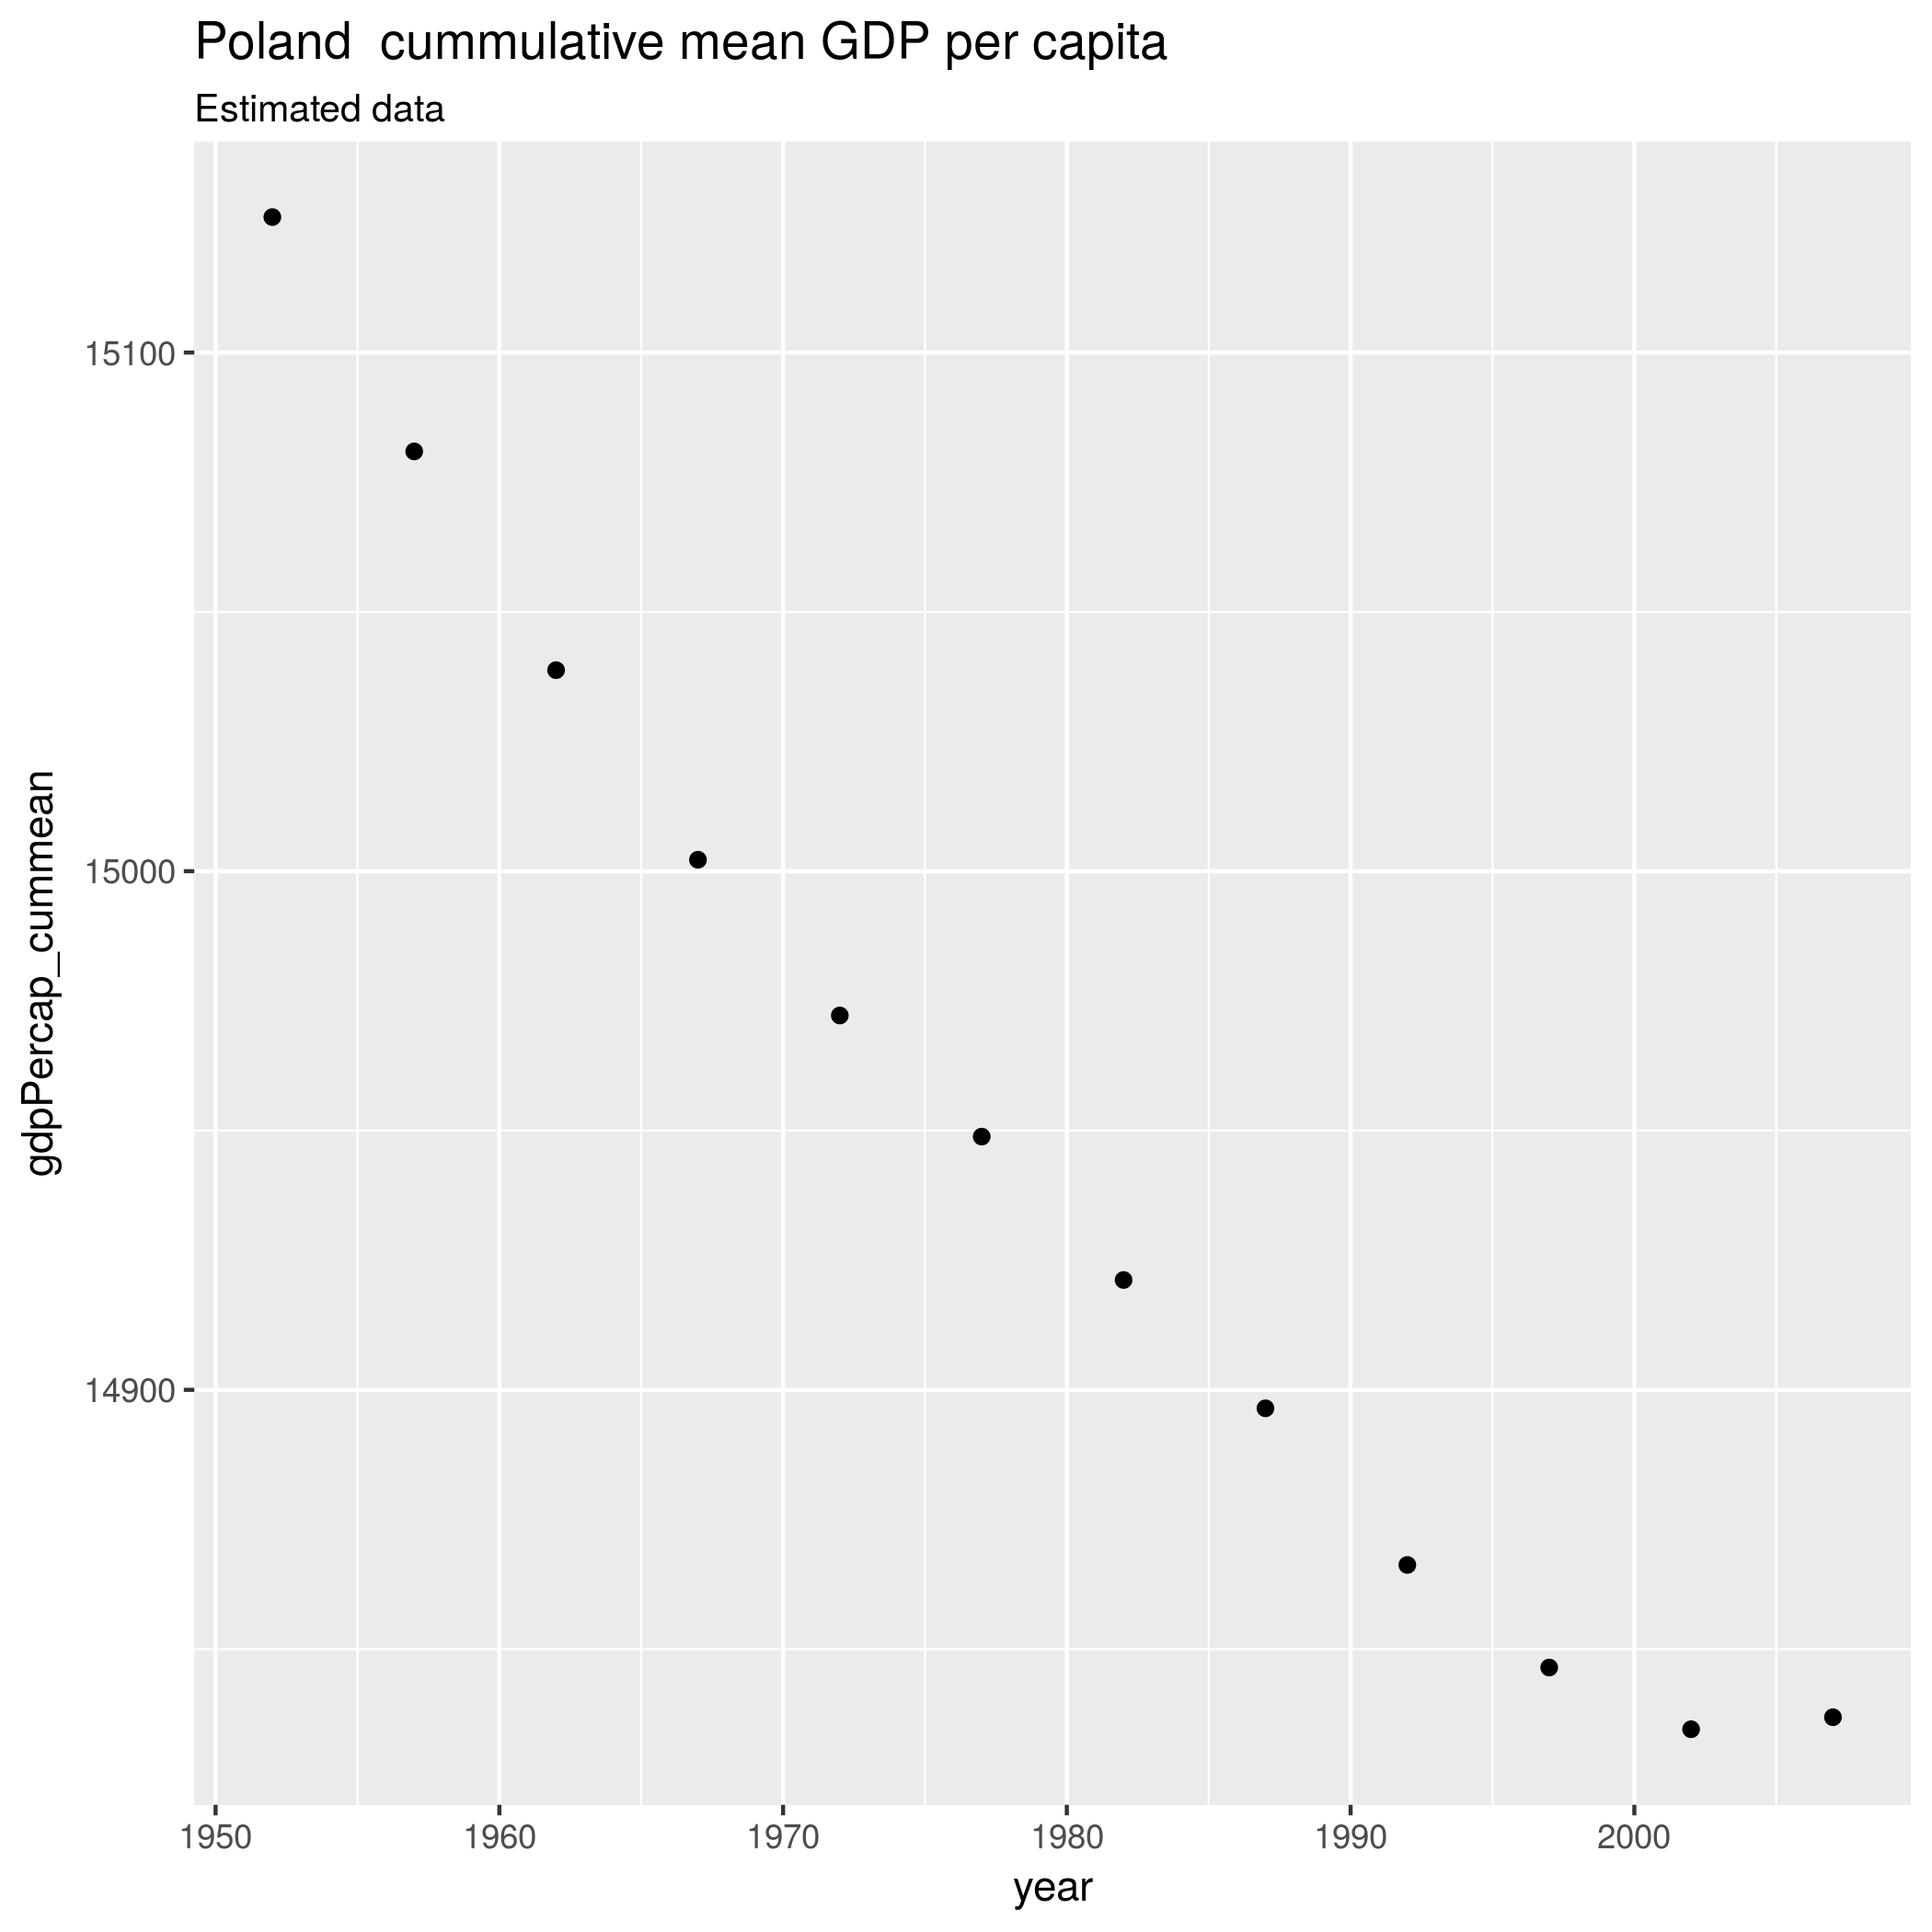 Poland  cummulative mean GDP per capita
Estimated data
gdpPercap_cummean
15100
15000
14900
1950 1960 1970 1980 1990 2000
year